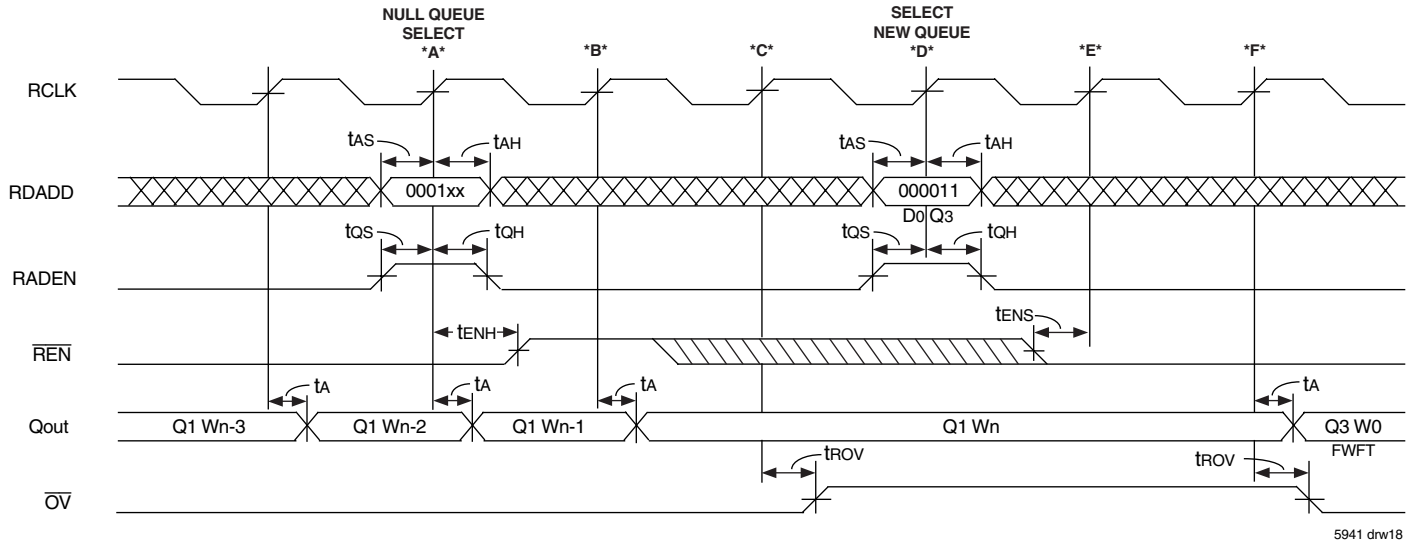 NULL QUEUE
SELECT
*A*
*B*
*C*
SELECT
NEW QUEUE
*D*
*E*
*F*
RCLK
tAS
tAH
tAS
tAH
RDADD
0001xx
000011
D0 Q3
tQS
tQH
tQS
tQH
RADEN
tENH
tENS
REN
tA
tA
tA
tA
Qout
Q1 Wn-3
Q1 Wn-2
Q1 Wn-1
Q1 Wn
Q3 W0
FWFT
tROV
tROV
OV
5941 drw18